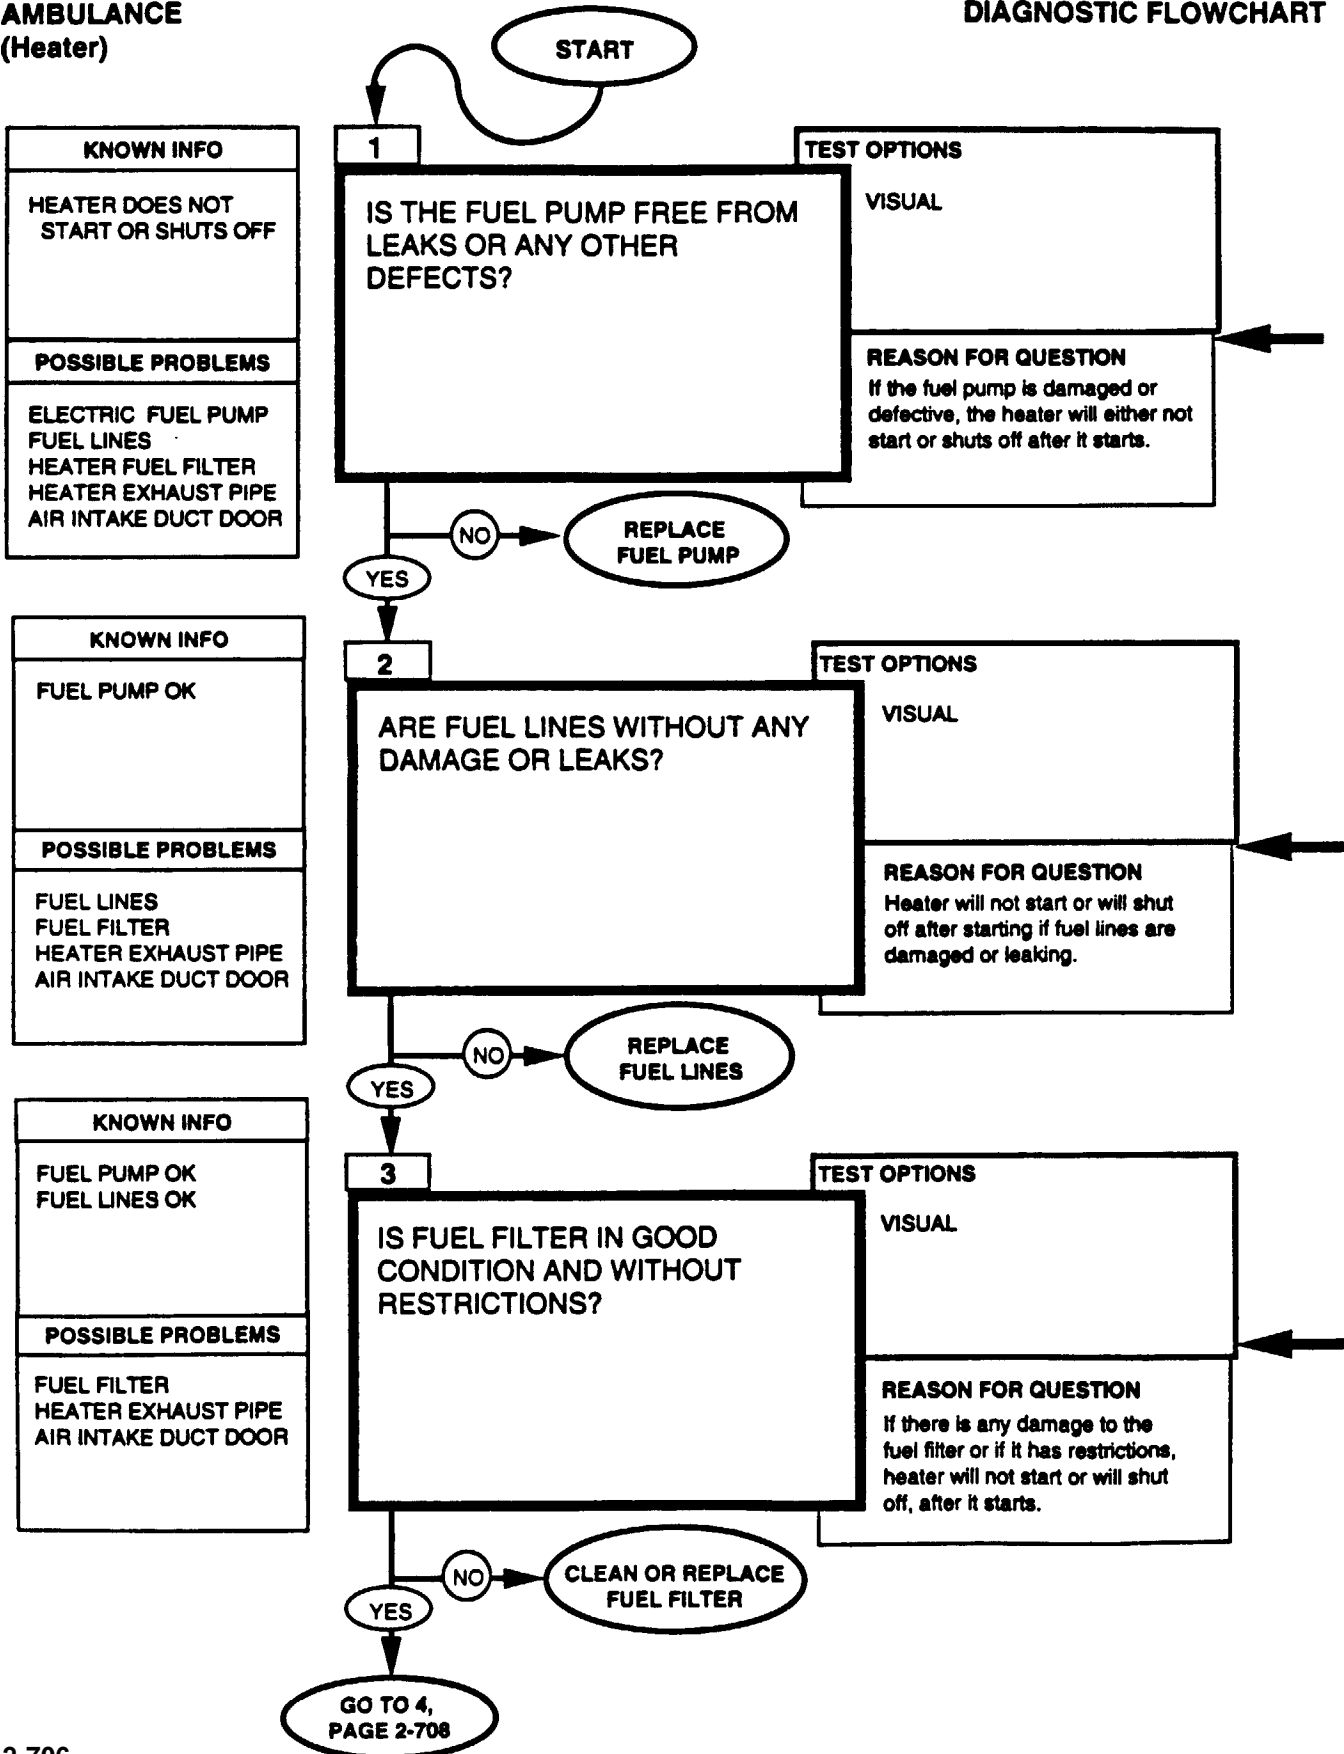 AMBULANCE
(Heater)
DIAGNOSTIC FLOWCHART
START
KNOWN INFO
HEATER DOES NOT
START OR SHUTS OFF
POSSIBLE PROBLEMS
ELECTRIC FUEL PUMP
FUEL LINES
HEATER FUEL FILTER
HEATER EXHAUST PIPE
AIR INTAKE DUCT DOOR
1
IS THE FUEL PUMP FREE FROM
LEAKS OR ANY OTHER
DEFECTS?
TEST OPTIONS
VISUAL
REASON FOR QUESTION
If the fuel pump is damaged or
defective, the heater will either not
start or shuts off after it starts.
NO
REPLACE
FUEL PUMP
YES
KNOWN INFO
FUEL PUMP OK
POSSIBLE PROBLEMS
FUEL LINES
FUEL FILTER
HEATER EXHAUST PIPE
AIR INTAKE DUCT DOOR
2
ARE FUEL LINES WITHOUT ANY
DAMAGE OR LEAKS?
TEST OPTIONS
VISUAL
REASON FOR QUESTION
Heater will not start or will shut
off after starting if fuel lines are
damaged or leaking.
NO
REPLACE
FUEL LINES
YES
KNOWN INFO
FUEL PUMP OK
FUEL LINES OK
POSSIBLE PROBLEMS
FUEL FILTER
HEATER EXHAUST PIPE
AIR INTAKE DUCT DOOR
3
IS FUEL FILTER IN GOOD
CONDITION AND WITHOUT
RESTRICTIONS?
TEST OPTIONS
VISUAL
REASON FOR QUESTION
If there is any damage to the
fuel filter or if it has restrictions,
heater will not start or will shut
off, after it starts.
NO
CLEAN OR REPLACE
FUEL FILTER
YES
GO TO 4,
PAGE 2-708